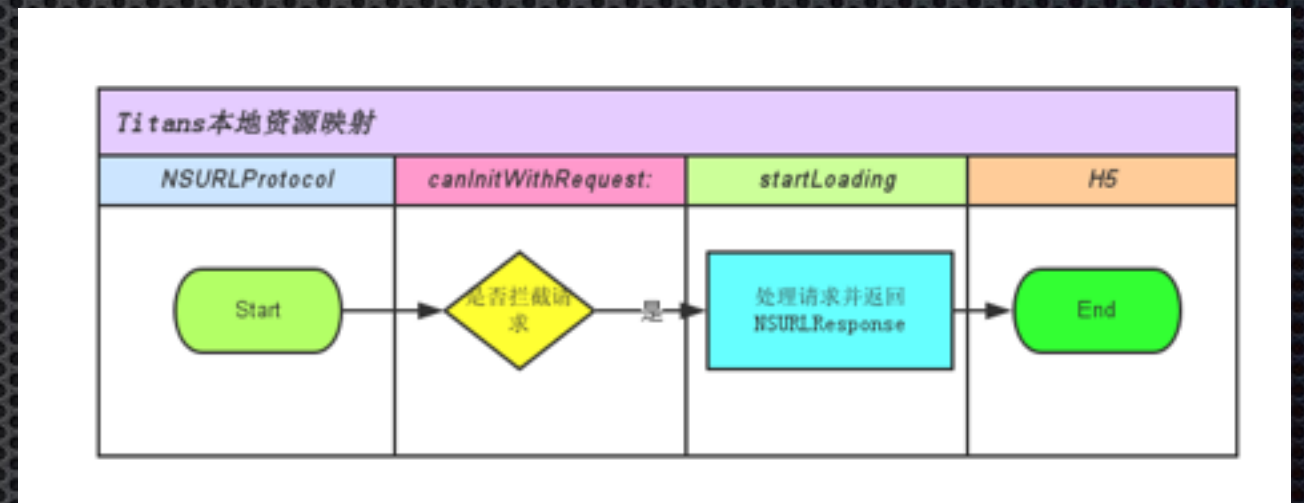 Titans本地资源映射
NSURLProtocol
canInitWithRequest:
startLoading
H5
Start
是否拦截请
求
是
处理请求并返回
NSURLResponse
End